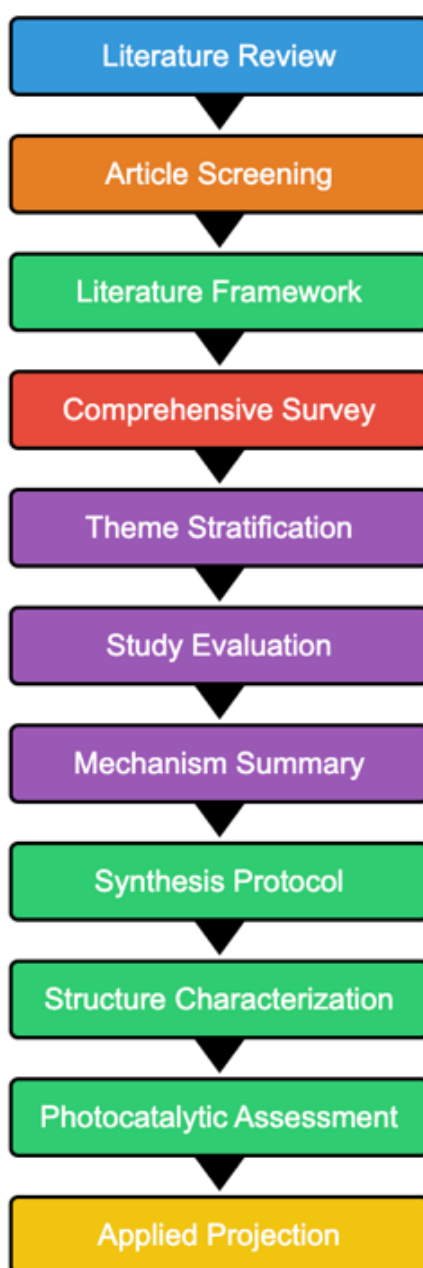 Literature Review
Article Screening
Literature Framework
Comprehensive Survey
Theme Stratification
Study Evaluation
Mechanism Summary
Synthesis Protocol
Structure Characterization
Photocatalytic Assessment
Applied Projection